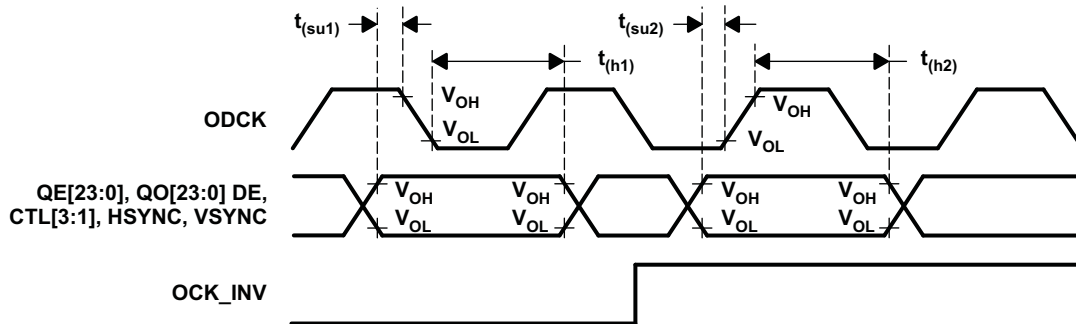 t(su1)
t(su2)
t(h1)
t(h2)
VOH
VOH
ODCK
VOL
VOL
QE[23:0], QO[23:0] DE,
CTL[3:1], HSYNC, VSYNC
VOH VOH VOH VOH
VOL VOL VOL VOL
OCK_INV